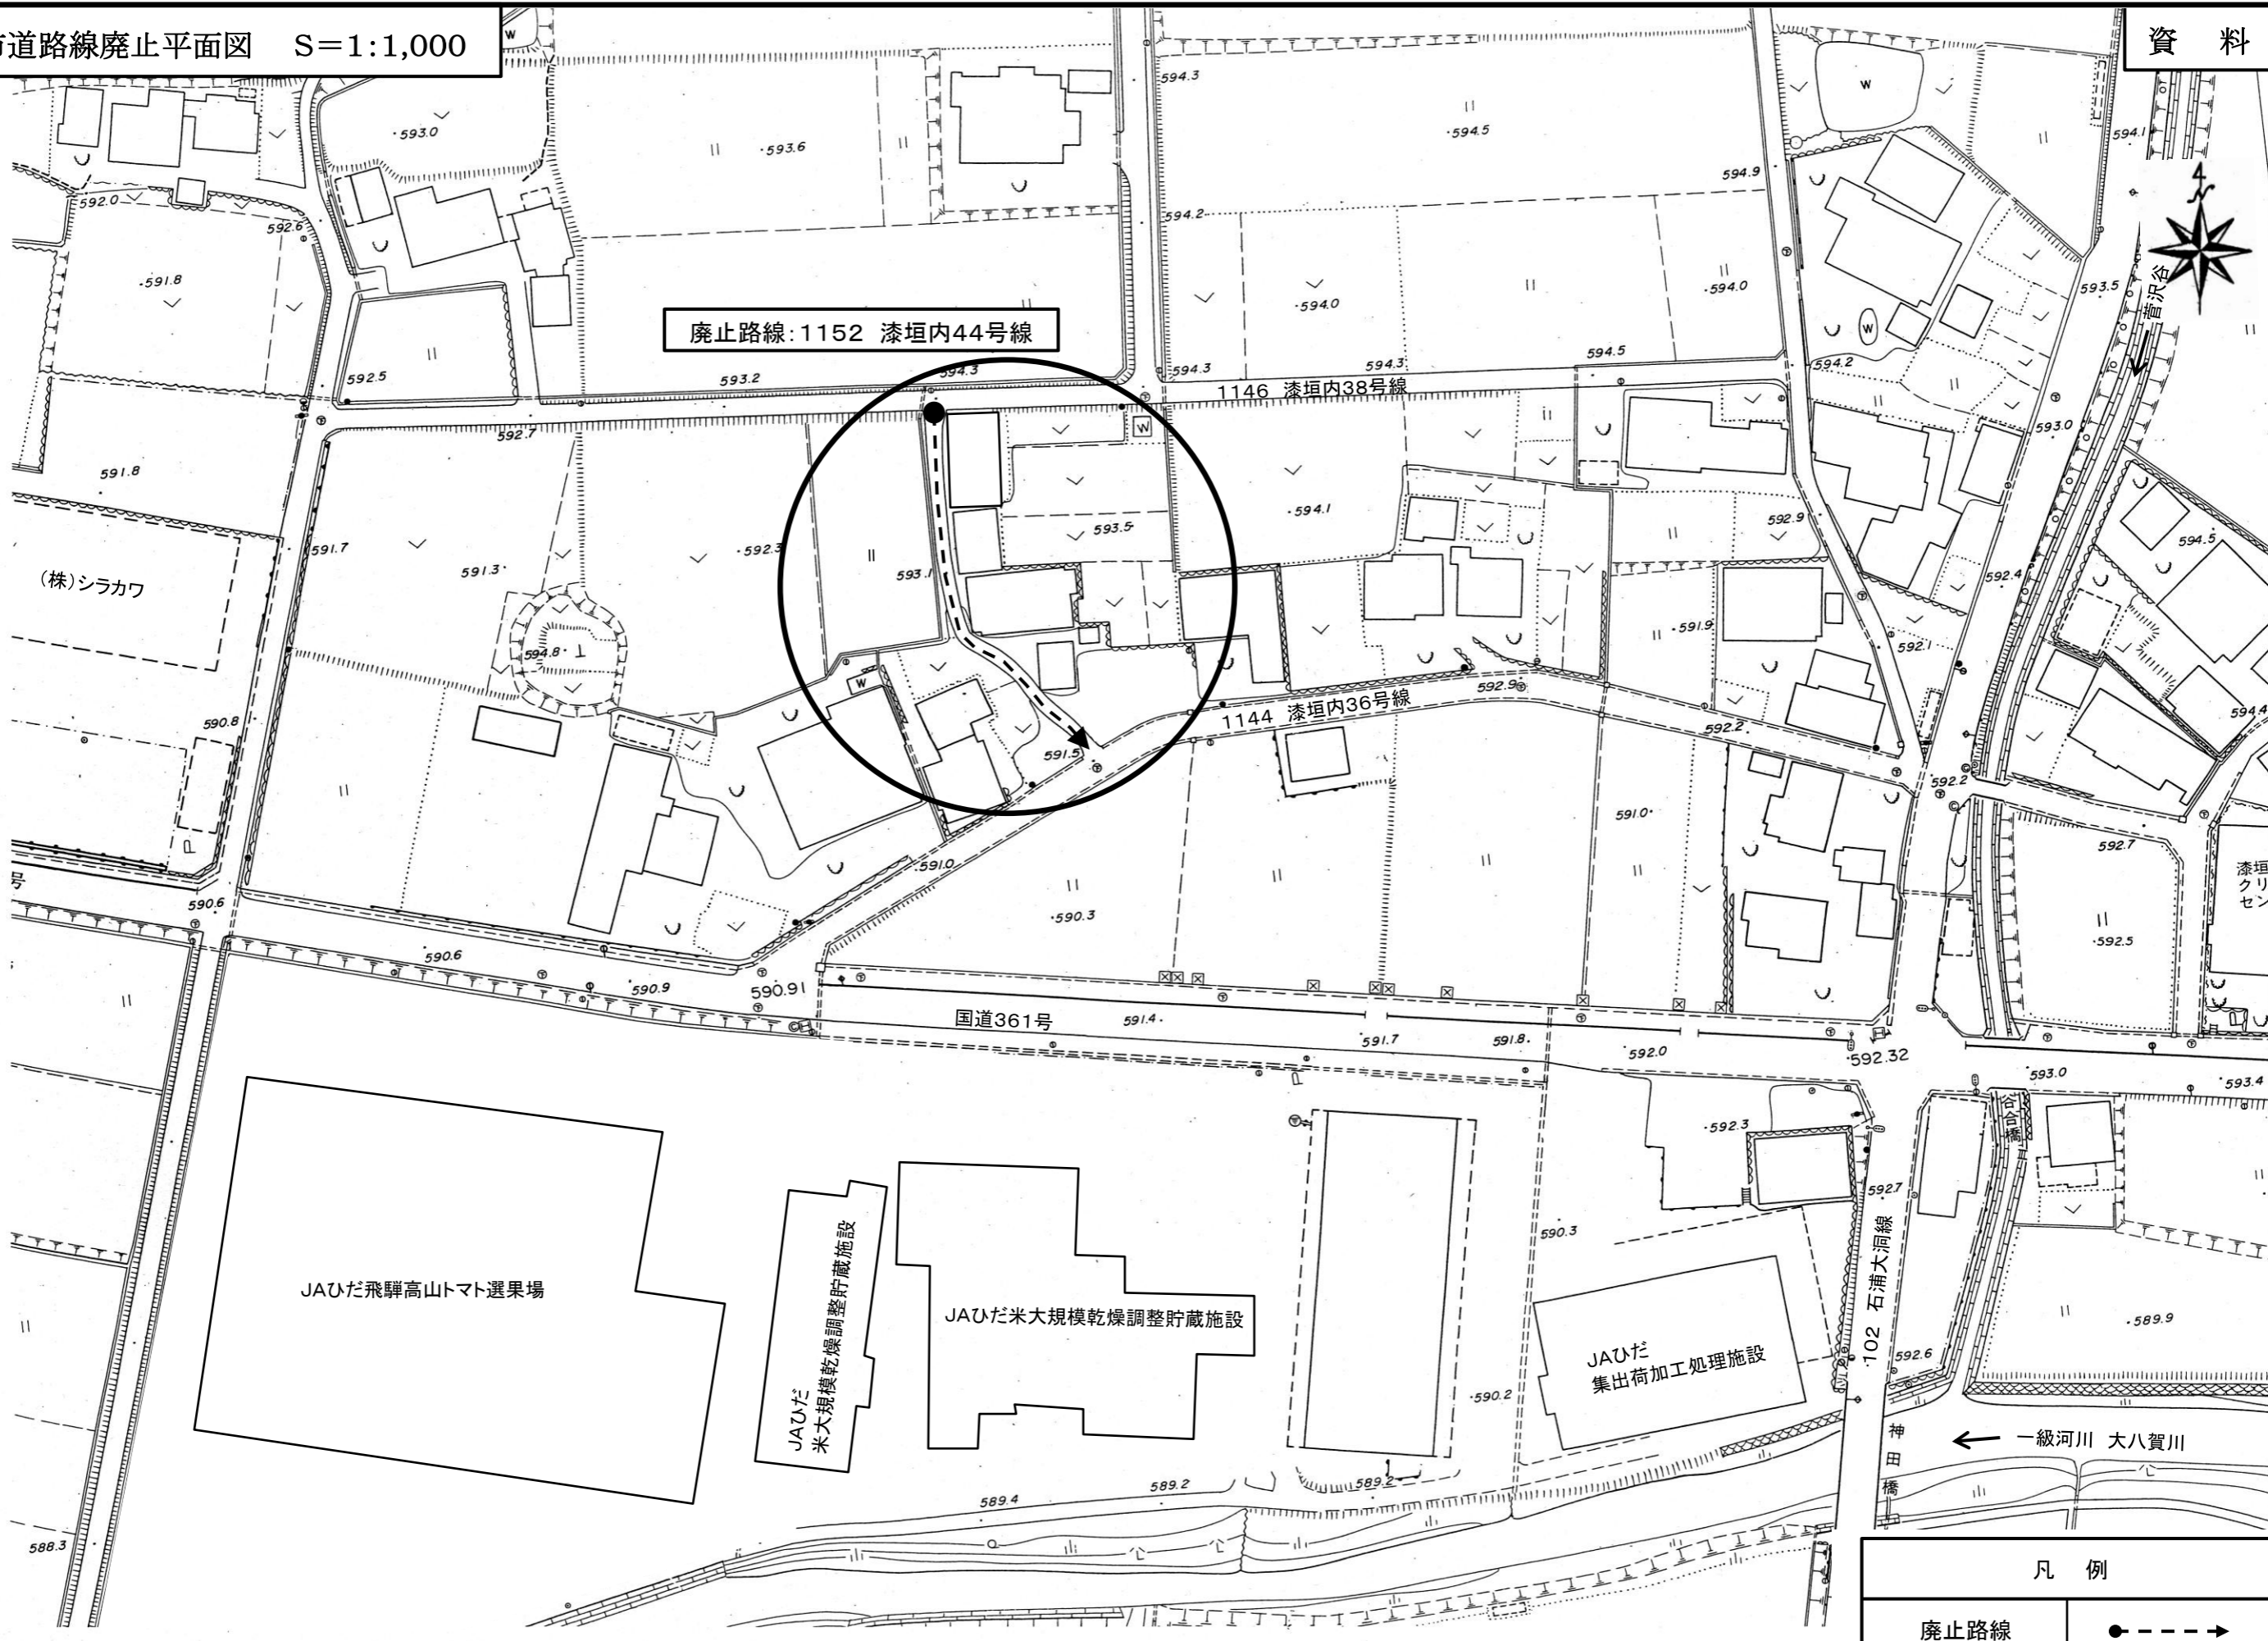 市道路線廃止平面図 S=1:1,000
資 料
594.3
594.1
593.0
593.6
594.5
594.9
592.0
592.6
594.2
591.8
594.0
594.0
593.5
菅沢谷
廃止路線:1152 漆垣内44号線
594.5
594.2
592.5
593.2
594.3
594.3
594.3
1146 漆垣内38号線
592.7
593.0
591.8
594.1
592.9
593.5
594.5
591.7
592.3
591.3
593.1
592.4
(株)シラカワ
591.9
592.1
594.8
592.9
590.8
1144 漆垣内36号線
594.4
592.2
591.5
592.2
591.0
592.7
591.0
漆垣
クリ
セン
号
590.6
590.3
592.5
590.6
590.9
590.91
国道361号
591.4
591.7
591.8
592.0
592.32
593.0
593.4
谷合橋
592.3
592.7
590.3
JAひだ飛騨高山トマト選果場
JAひだ
米大規模乾燥調整貯蔵施設
JAひだ米大規模乾燥調整貯蔵施設
102 石浦大洞線
JAひだ
集出荷加工処理施設
589.9
592.6
590.2
神田橋
一級河川 大八賀川
589.2
589.2
589.4
588.3
凡 例
廃止路線